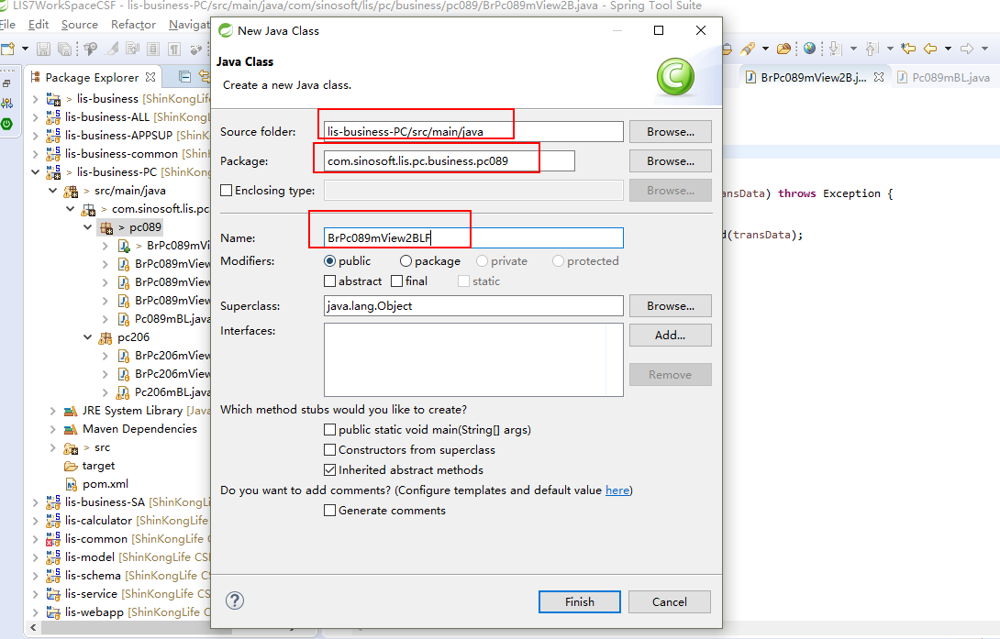 LIS7WorkSpaceCSF - lis-business-PC/src/main/java/com/sinosoft/lis/pc/business/pc089/BrPc089mView2B.java - Spring Tool Suite
File Edit Source Refactor Navigat
Package Explorer
BrPc089mView2B.j...
Pc089mBL.java
lis-business [ShinKongLife
lis-business-ALL [ShinKongL
lis-business-APPSUP [ShinK
lis-business-common [Shin
lis-business-PC [ShinKongLi
src/main/java
com.sinosoft.lis.pc.
pc089
BrPc089mVi
BrPc089mView
BrPc089mView
BrPc089mView
Pc089mBL.java
pc206
BrPc206mView
BrPc206mView
Pc206mBL.java
JRE System Library [Java
Maven Dependencies
src
target
pom.xml
lis-business-SA [ShinKongLi
lis-calculator [ShinKongLife
lis-common [ShinKongLife
lis-model [ShinKongLife CS
lis-schema [ShinKongLife C
lis-service [ShinKongLife CS
lis-webapp [ShinKongLife C
New Java Class
Java Class
Create a new Java class.
Source folder: lis-business-PC/src/main/java Browse...
Package: com.sinosoft.lis.pc.business.pc089 Browse...
Enclosing type: Browse...
Name: BrPc089mView2BLF
Modifiers: public package private protected
abstract final static
Superclass: java.lang.Object Browse...
Interfaces: Add...
Remove
Which method stubs would you like to create?
public static void main(String[] args)
Constructors from superclass
Inherited abstract methods
Do you want to add comments? (Configure templates and default value here)
Generate comments
Finish Cancel
ansData) throws Exception {
d(transData);